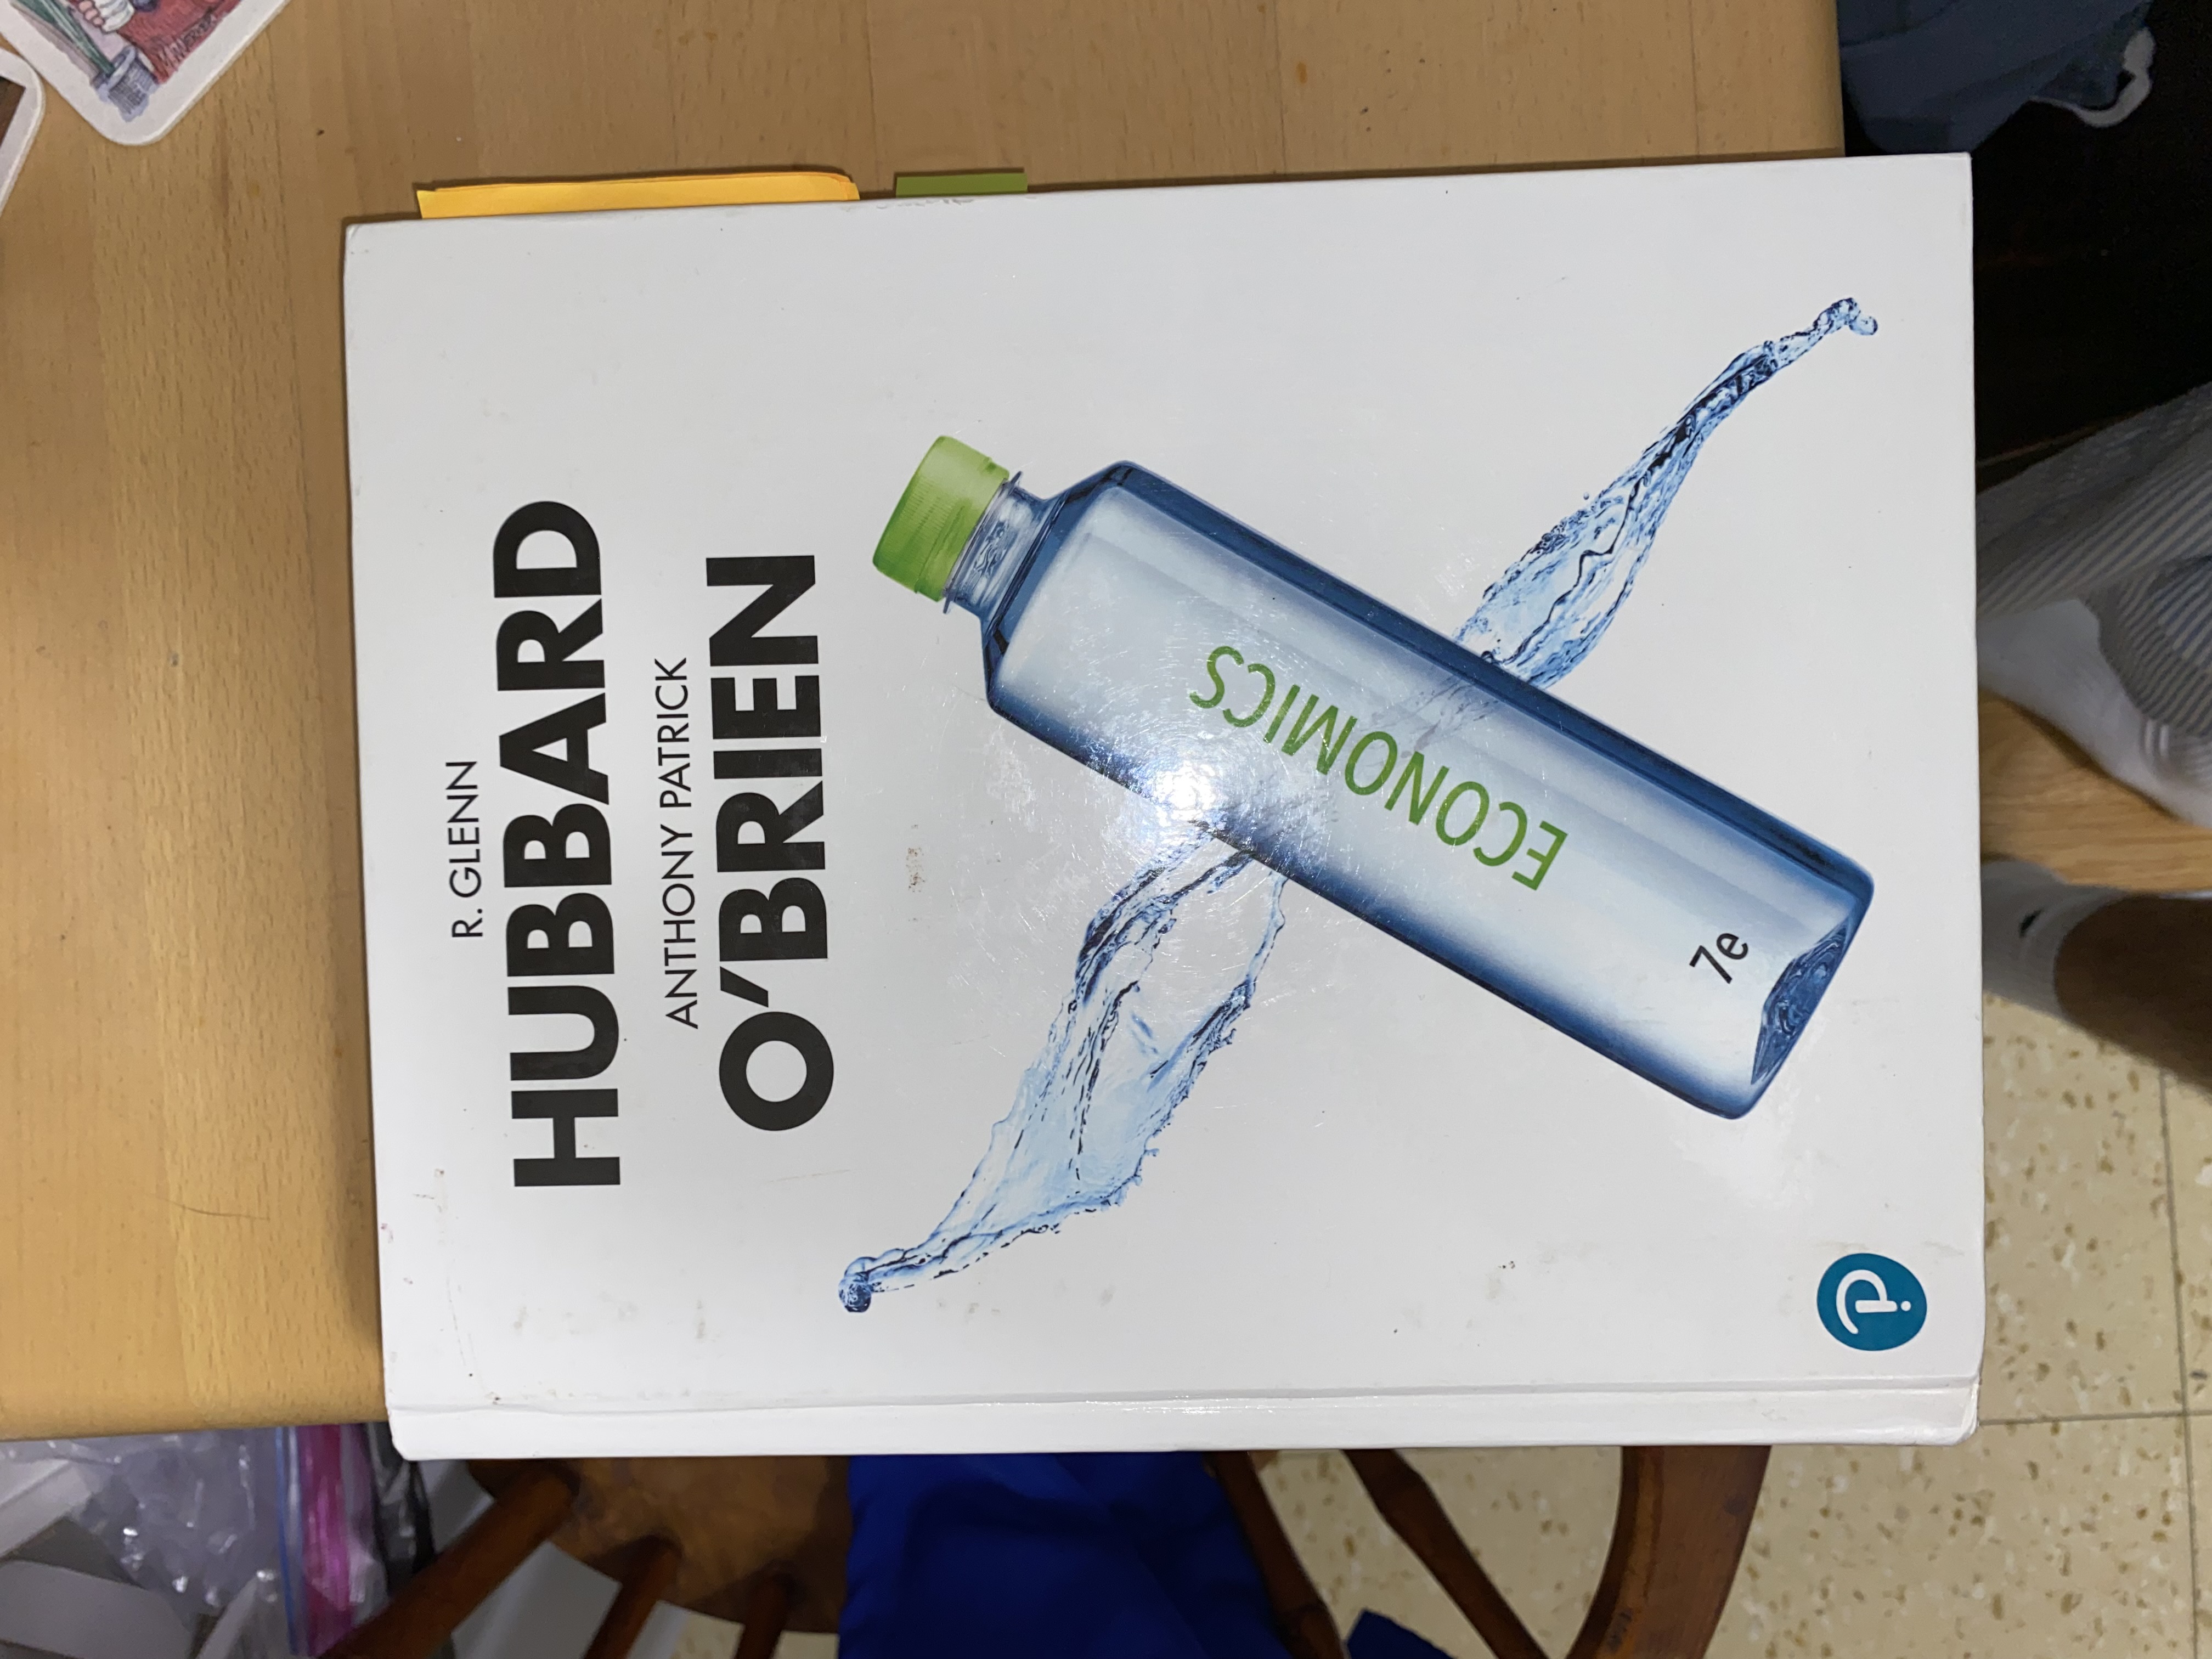 R. GLENN
HUBBARD
ANTHONY PATRICK
O'BRIEN
ECONOMICS
7e